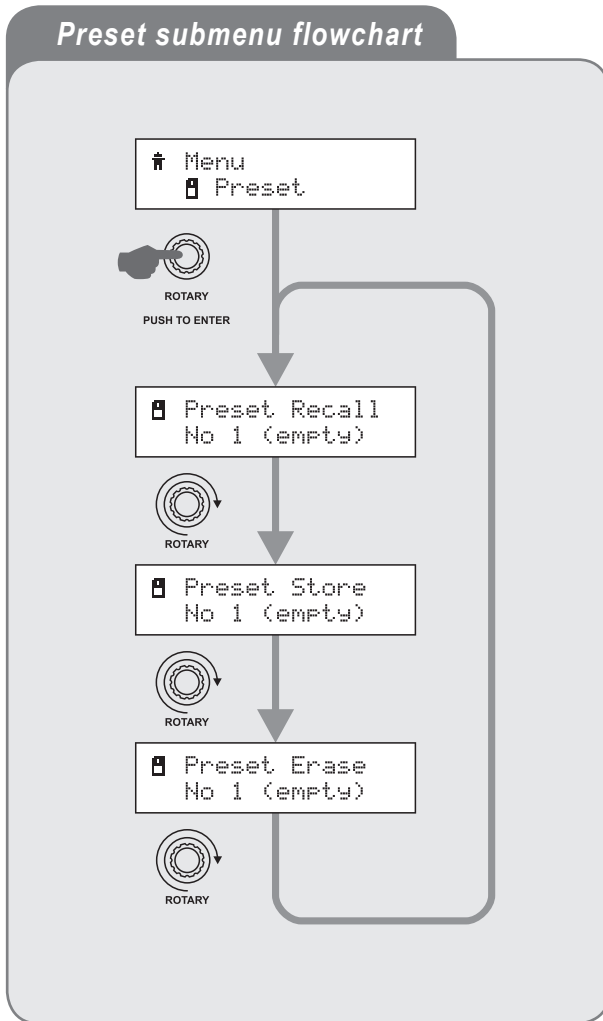 Preset submenu flowchart
Menu
Preset
ROTARY
PUSH TO ENTER
Preset Recall
No 1 (empty)
ROTARY
Preset Store
No 1 (empty)
ROTARY
Preset Erase
No 1 (empty)
ROTARY